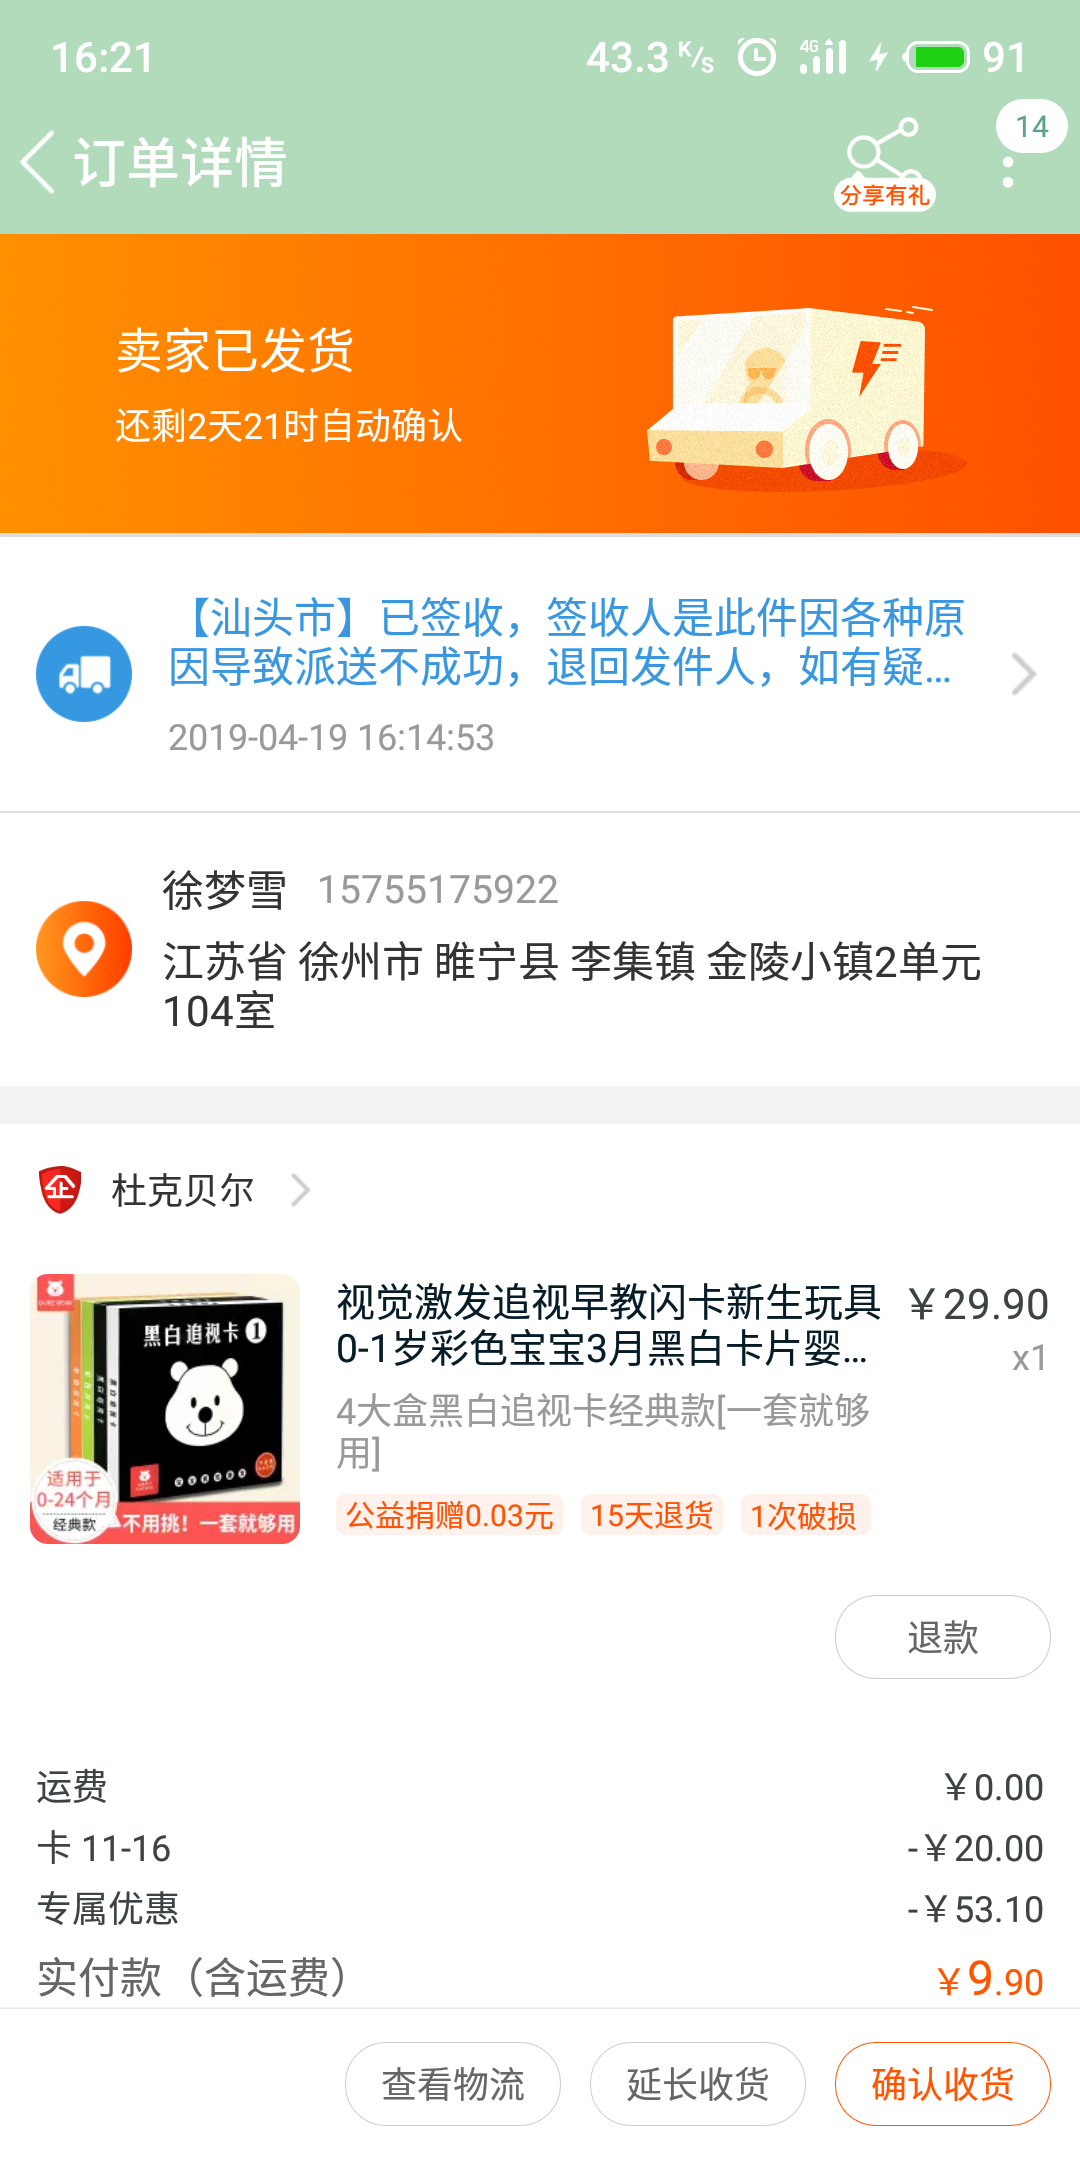 16:21
43.3 K/s 4G 91
订单详情
14
分享有礼
卖家已发货
还剩2天21时自动确认
【汕头市】已签收，签收人是此件因各种原
因导致派送不成功，退回发件人，如有疑...
2019-04-19 16:14:53
徐梦雪 15755175922
江苏省 徐州市 睢宁县 李集镇 金陵小镇2单元
104室
企 杜克贝尔
黑白追视卡1
适用于
0-24个月
经典款
不用挑！一套就够用
视觉激发追视早教闪卡新生玩具 ￥29.90
0-1岁彩色宝宝3月黑白卡片婴... x1
4大盒黑白追视卡经典款[一套就够
用]
公益捐赠0.03元 15天退货 1次破损
退款
运费 ￥0.00
卡 11-16 -￥20.00
专属优惠 -￥53.10
实付款（含运费） ￥9.90
查看物流 延长收货 确认收货